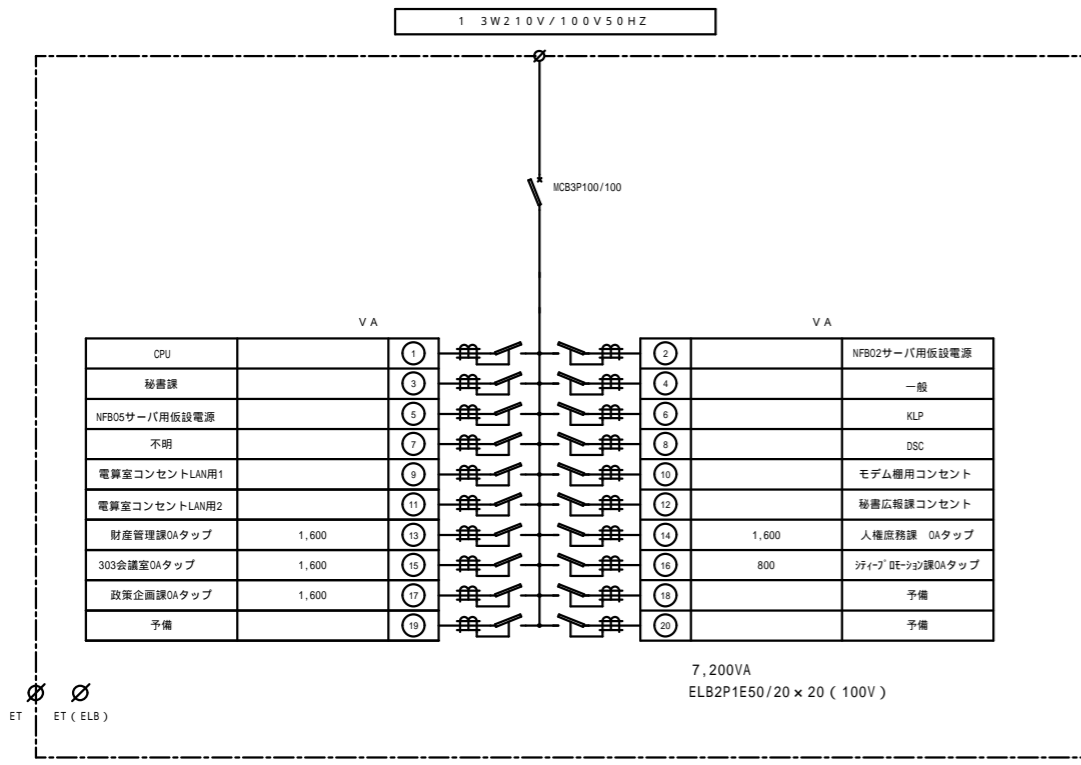 1 3W210V/100V50HZ
MCB3P100/100
VA VA
CPU 1 2 NFB02サーバ用仮設電源
秘書課 3 4 一般
NFB05サーバ用仮設電源 5 6 KLP
不明 7 8 DSC
電算室コンセントLAN用1 9 10 モデム棚用コンセント
電算室コンセントLAN用2 11 12 秘書広報課コンセント
財産管理課OAタップ 1,600 13 14 1,600 人権庶務課 OAタップ
303会議室OAタップ 1,600 15 16 800 シティープロモーション課OAタップ
政策企画課OAタップ 1,600 17 18 予備
予備 19 20 予備
7,200VA
ELB2P1E50/20×20(100V)
ET ET(ELB)